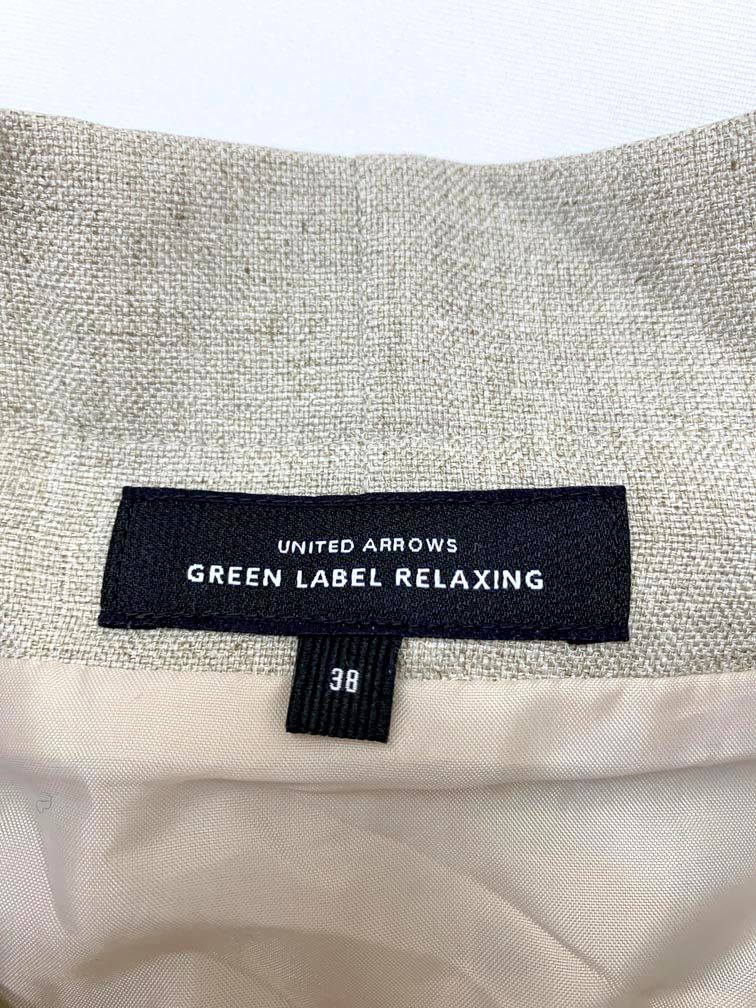 UNITED ARROWS
GREEN LABEL RELAXING
38